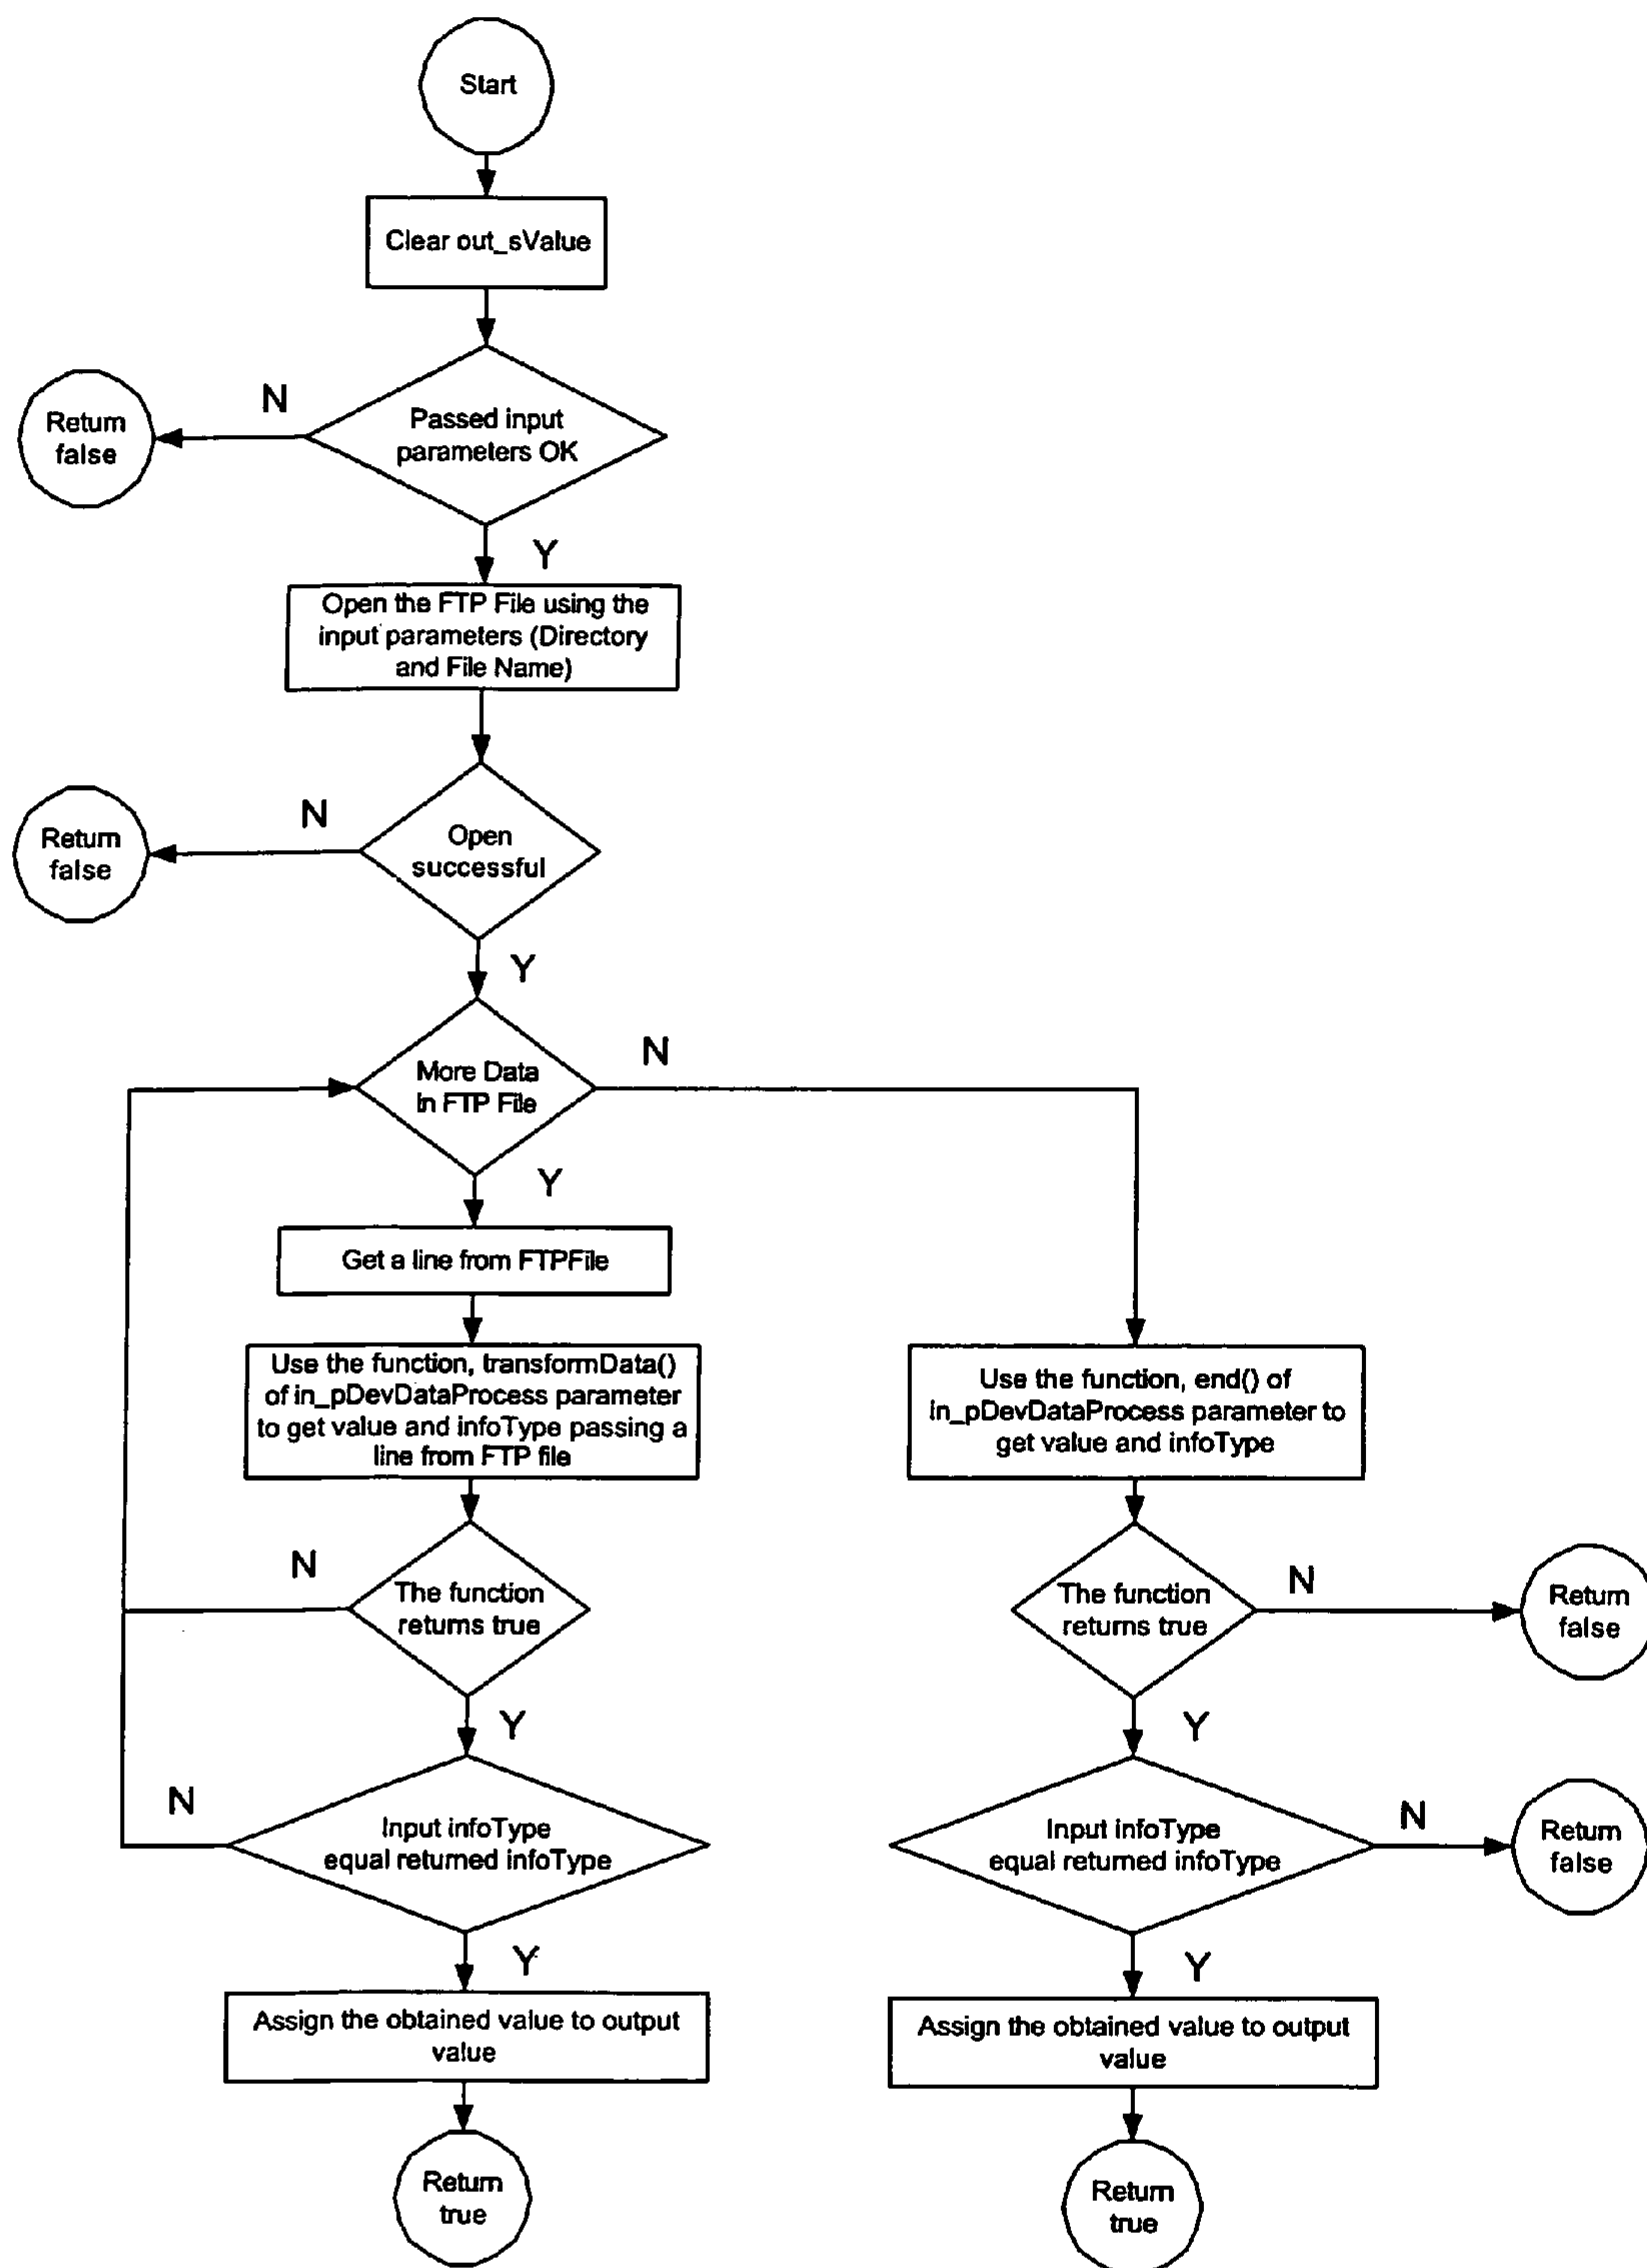 Start
Clear out_sValue
N
Return
false
Passed input
parameters OK
Y
Open the FTP File using the
input parameters (Directory
and File Name)
N
Return
false
Open
successful
Y
N
More Data
In FTP File
Y
Get a line from FTPFile
Use the function, transformData()
of in_pDevDataProcess parameter
to get value and infoType passing a
line from FTP file
Use the function, end() of
in_pDevDataProcess parameter to
get value and infoType
N
The function
returns true
The function
returns true
N
Return
false
Y
Y
N
Input infoType
equal returned infoType
Input infoType
equal returned infoType
N
Return
false
Y
Y
Assign the obtained value to output
value
Assign the obtained value to output
value
Return
true
Return
true